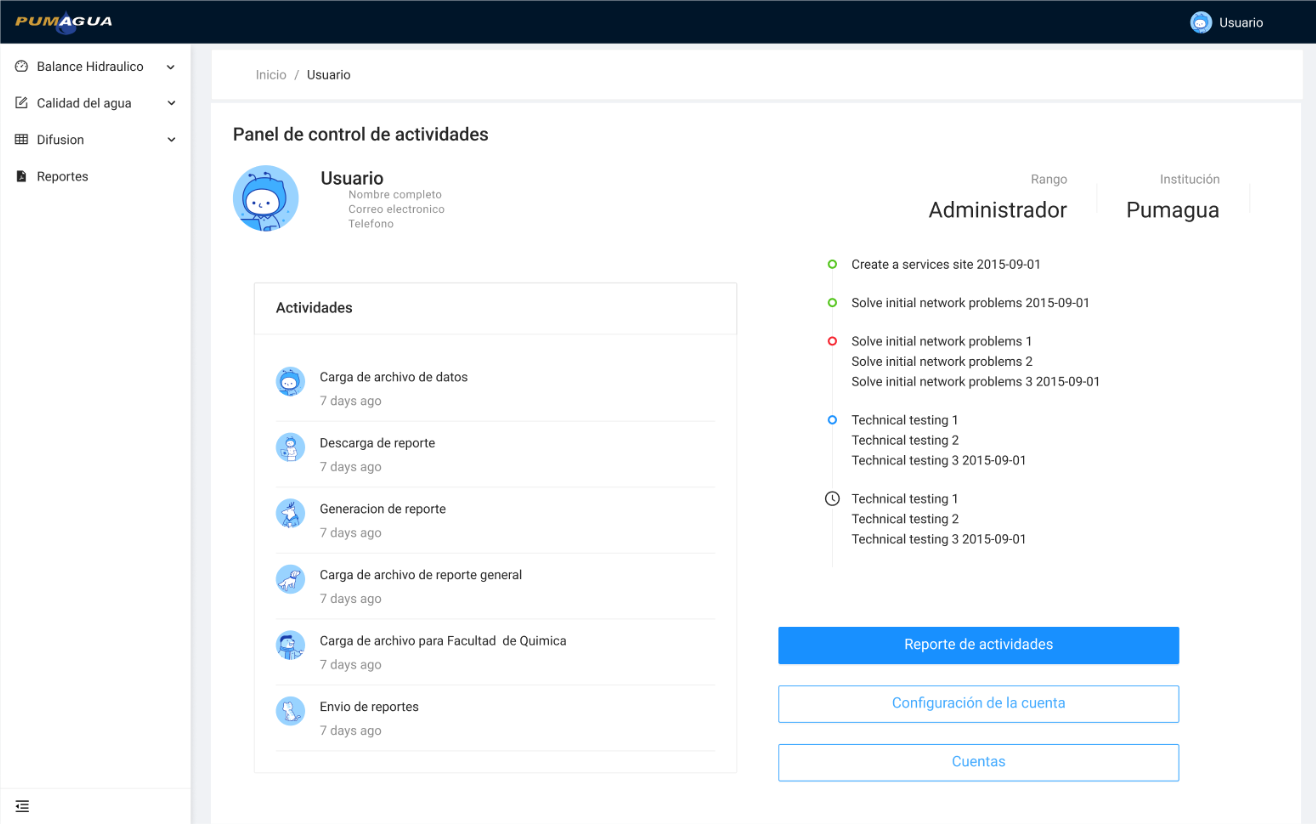 PUMAGUA
Usuario
Balance Hidraulico
Calidad del agua
Difusion
Reportes
Inicio / Usuario
Panel de control de actividades
Usuario
Nombre completo
Correo electronico
Telefono
Rango
Administrador
Institución
Pumagua
Actividades
Carga de archivo de datos
7 days ago
Descarga de reporte
7 days ago
Generacion de reporte
7 days ago
Carga de archivo de reporte general
7 days ago
Carga de archivo para Facultad de Quimica
7 days ago
Envio de reportes
7 days ago
Create a services site 2015-09-01
Solve initial network problems 2015-09-01
Solve initial network problems 1
Solve initial network problems 2
Solve initial network problems 3 2015-09-01
Technical testing 1
Technical testing 2
Technical testing 3 2015-09-01
Technical testing 1
Technical testing 2
Technical testing 3 2015-09-01
Reporte de actividades
Configuración de la cuenta
Cuentas